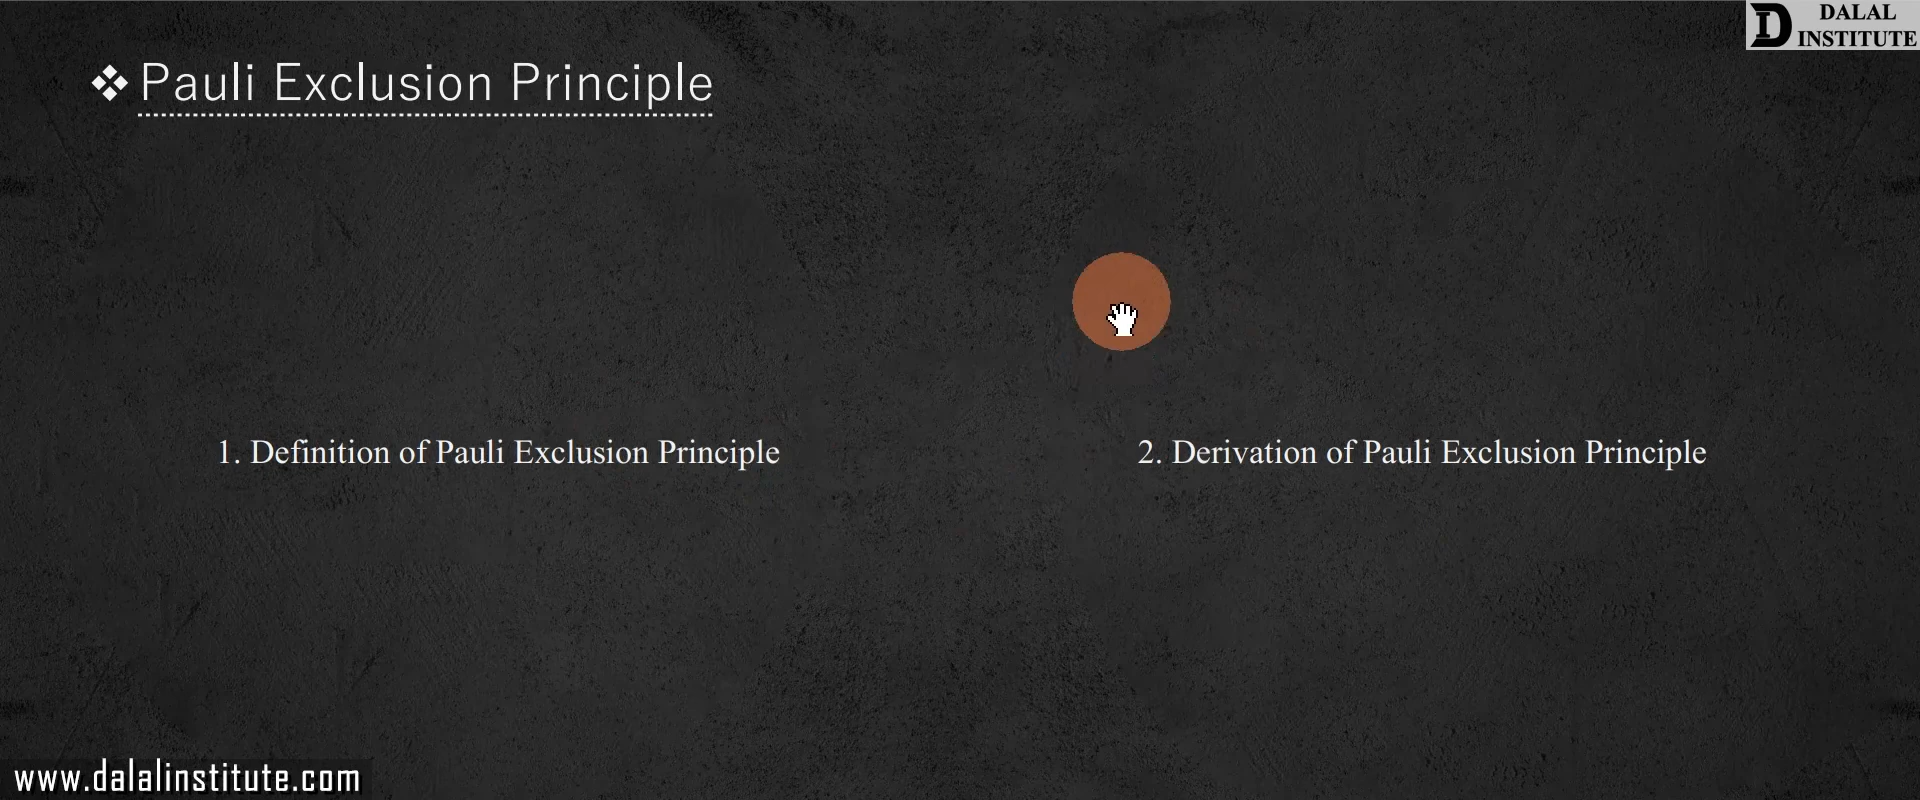 DALAL
INSTITUTE
❖ Pauli Exclusion Principle
1. Definition of Pauli Exclusion Principle
2. Derivation of Pauli Exclusion Principle
www.dalalinstitute.com